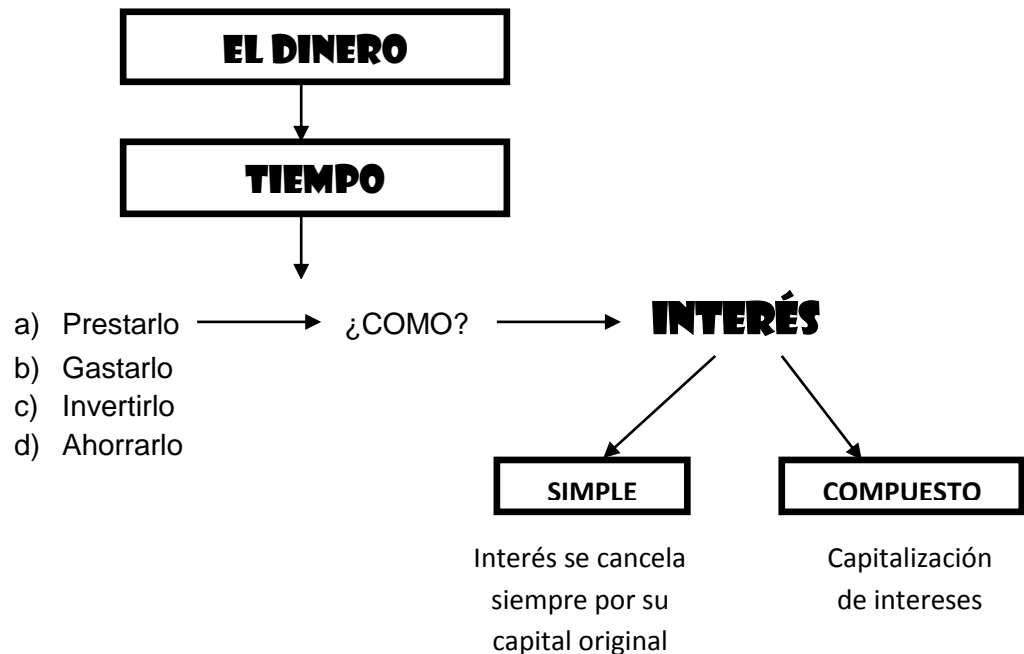 EL DINERO
TIEMPO
a) Prestarlo
¿COMO?
INTERÉS
b) Gastarlo
c) Invertirlo
d) Ahorrarlo
SIMPLE
COMPUESTO
Interés se cancela
siempre por su
capital original
Capitalización
de intereses